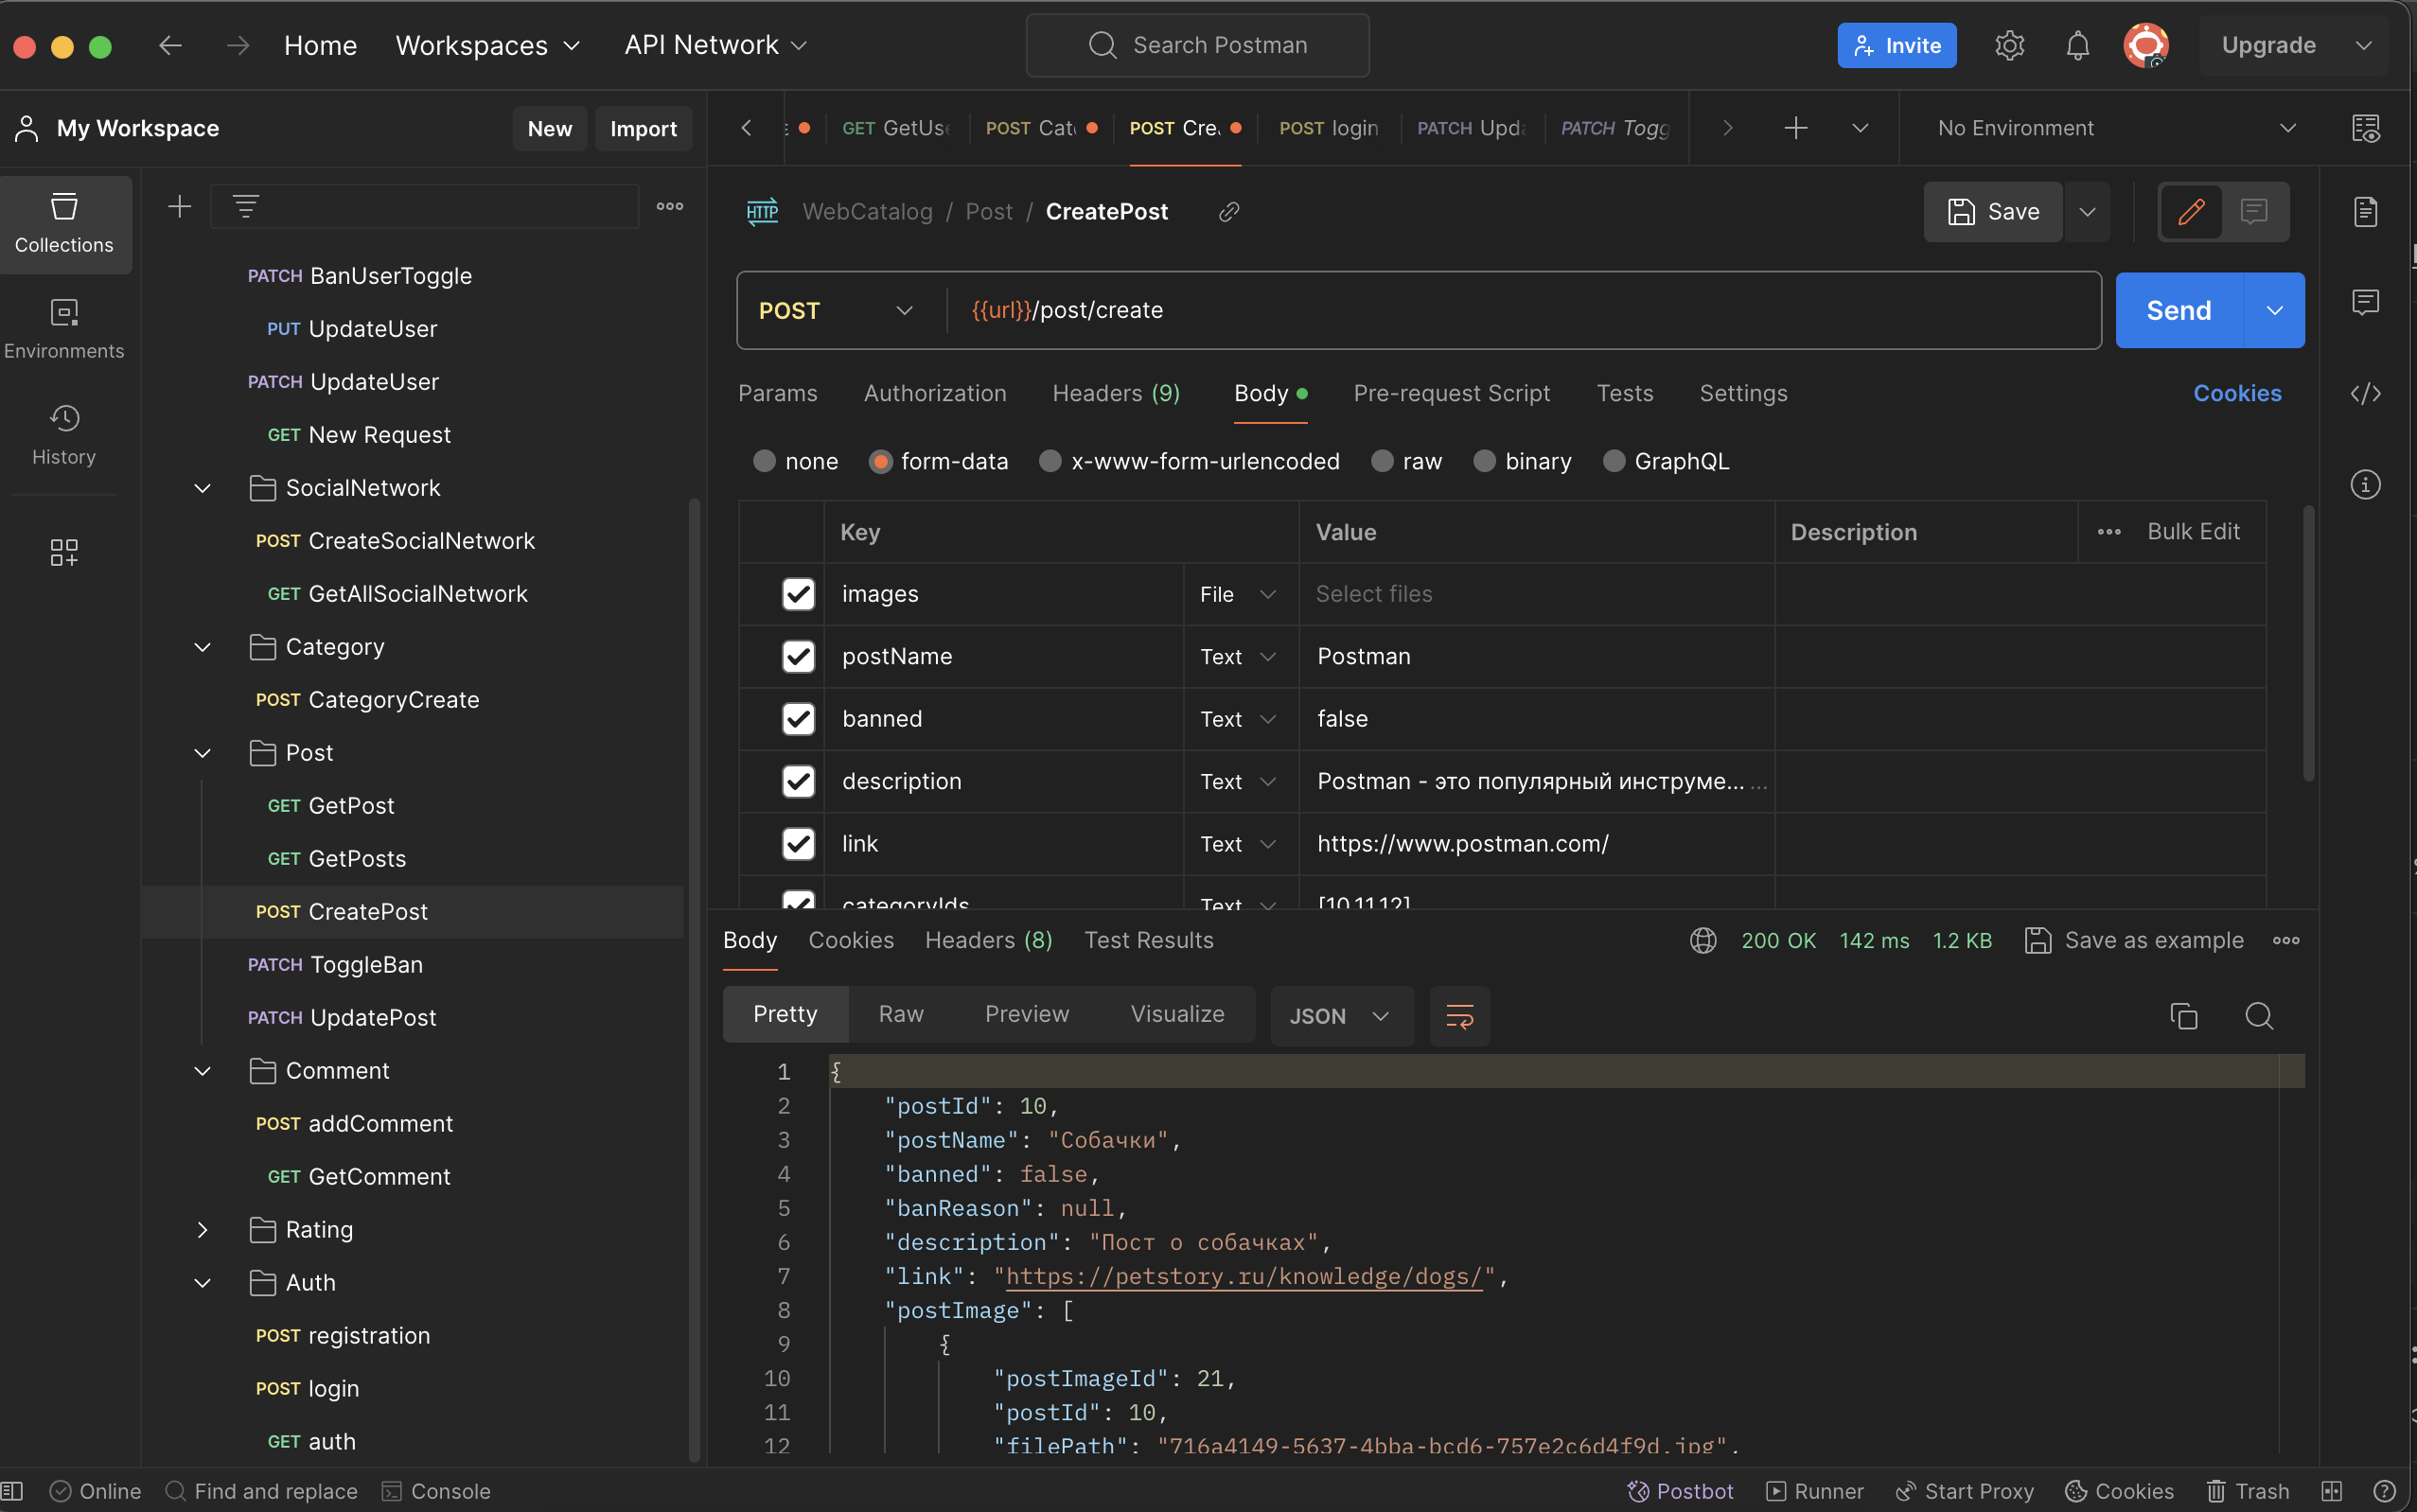 Home Workspaces API Network Search Postman Invite Upgrade
My Workspace New Import
GET GetUse POST Cat POST Crea POST login PATCH Upda PATCH Togg No Environment
Collections
Environments
History
PATCH BanUserToggle
PUT UpdateUser
PATCH UpdateUser
GET New Request
SocialNetwork
POST CreateSocialNetwork
GET GetAllSocialNetwork
Category
POST CategoryCreate
Post
GET GetPost
GET GetPosts
POST CreatePost
PATCH ToggleBan
PATCH UpdatePost
Comment
POST addComment
GET GetComment
Rating
Auth
POST registration
POST login
GET auth
HTTP WebCatalog / Post / CreatePost Save
POST {{url}}/post/create Send
Params Authorization Headers (9) Body Pre-request Script Tests Settings Cookies
none form-data x-www-form-urlencoded raw binary GraphQL
Key Value Description Bulk Edit
images File Select files
postName Text Postman
banned Text false
description Text Postman - это популярный инструме... ...
link Text https://www.postman.com/
categoryIds Text [10,11,12]
Body Cookies Headers (8) Test Results 200 OK 142 ms 1.2 KB Save as example
Pretty Raw Preview Visualize JSON
1 {
2 "postId": 10,
3 "postName": "Собачки",
4 "banned": false,
5 "banReason": null,
6 "description": "Пост о собачках",
7 "link": "https://petstory.ru/knowledge/dogs/",
8 "postImage": [
9 {
10 "postImageId": 21,
11 "postId": 10,
12 "filePath": "716a4149-5637-4bba-bcd6-757e2c6d4f9d.jpg",
Online Find and replace Console Postbot Runner Start Proxy Cookies Trash